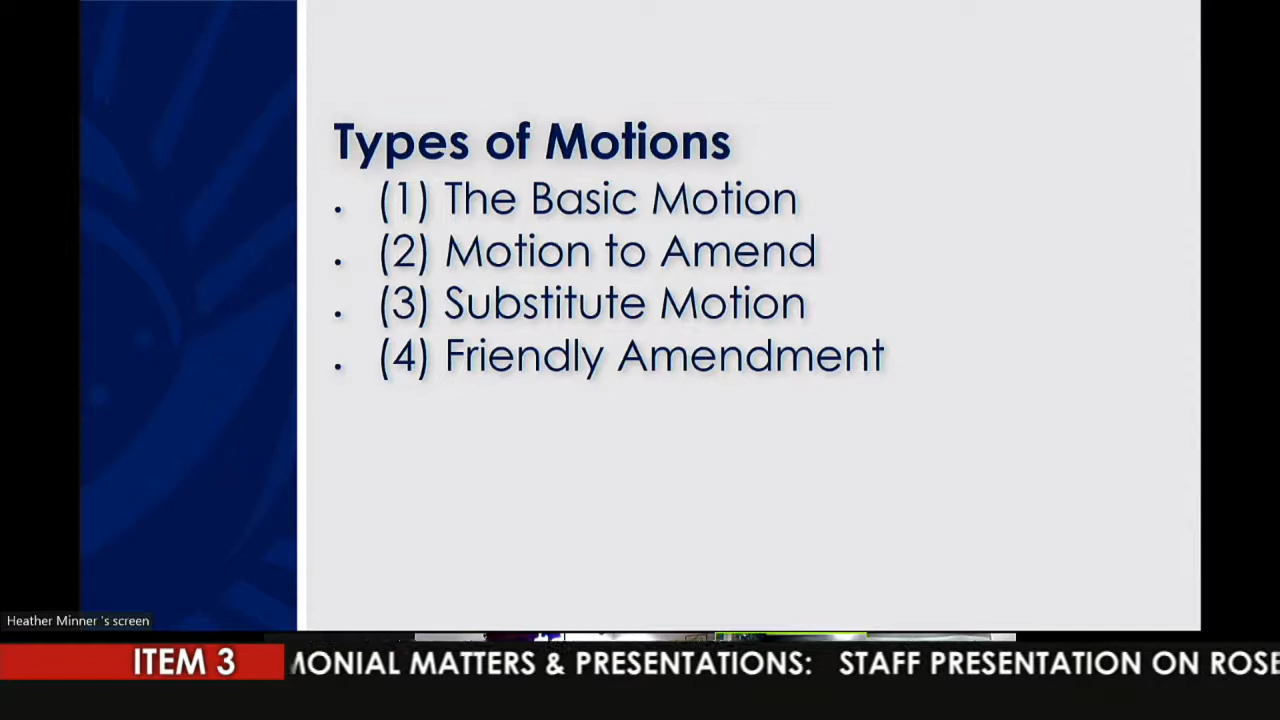 Types of Motions
. (1) The Basic Motion
. (2) Motion to Amend
. (3) Substitute Motion
. (4) Friendly Amendment
Heather Minner 's screen
ITEM 3
MONIAL MATTERS & PRESENTATIONS: STAFF PRESENTATION ON ROSE